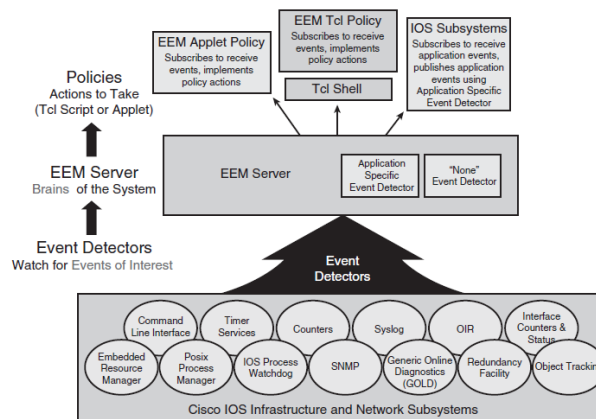 EEM Tcl Policy
Subscribes to receive
events, implements
policy actions
EEM Applet Policy
Subscribes to receive
events, implements
policy actions
IOS Subsystems
Subscribes to receive
application events,
publishes application
events using
Application Specific
Event Detector
Tcl Shell
Policies
Actions to Take
(Tcl Script or Applet)
EEM Server
Brains of the System
Event Detectors
Watch for Events of Interest
EEM Server
Application
Specific
Event Detector
“None”
Event Detector
Event
Detectors
Command
Line Interface
Timer
Services
Counters
Syslog
OIR
Interface
Counters &
Status
Embedded
Resource
Manager
Posix
Process
Manager
IOS Process
Watchdog
SNMP
Generic Online
Diagnostics
(GOLD)
Redundancy
Facility
Object Trackin
Cisco IOS Infrastructure and Network Subsystems